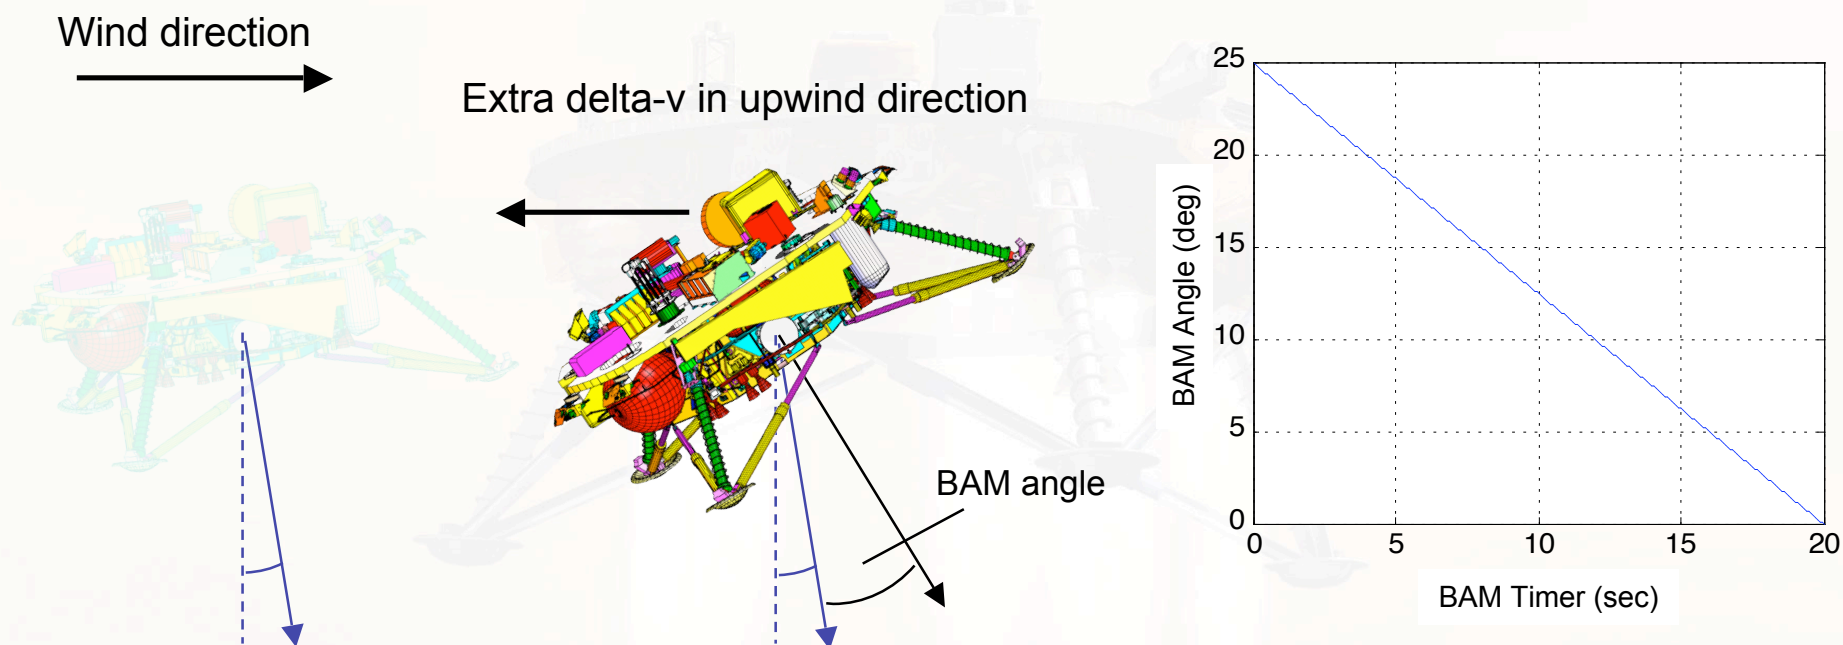 Wind direction
Extra delta-v in upwind direction
BAM angle
25
20
15
10
5
0
BAM Angle (deg)
0 5 10 15 20
BAM Timer (sec)